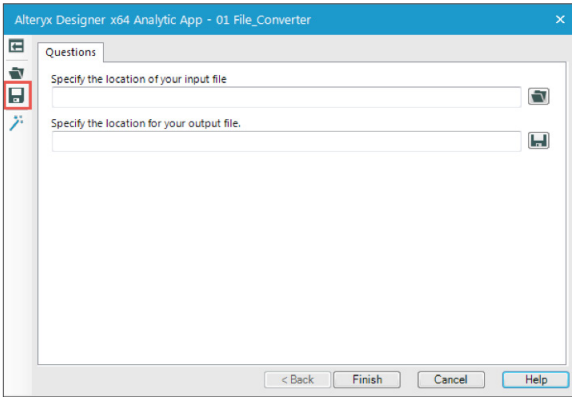 Alteryx Designer x64 Analytic App - 01 File_Converter
Questions
Specify the location of your input file
Specify the location for your output file.
< Back Finish Cancel Help